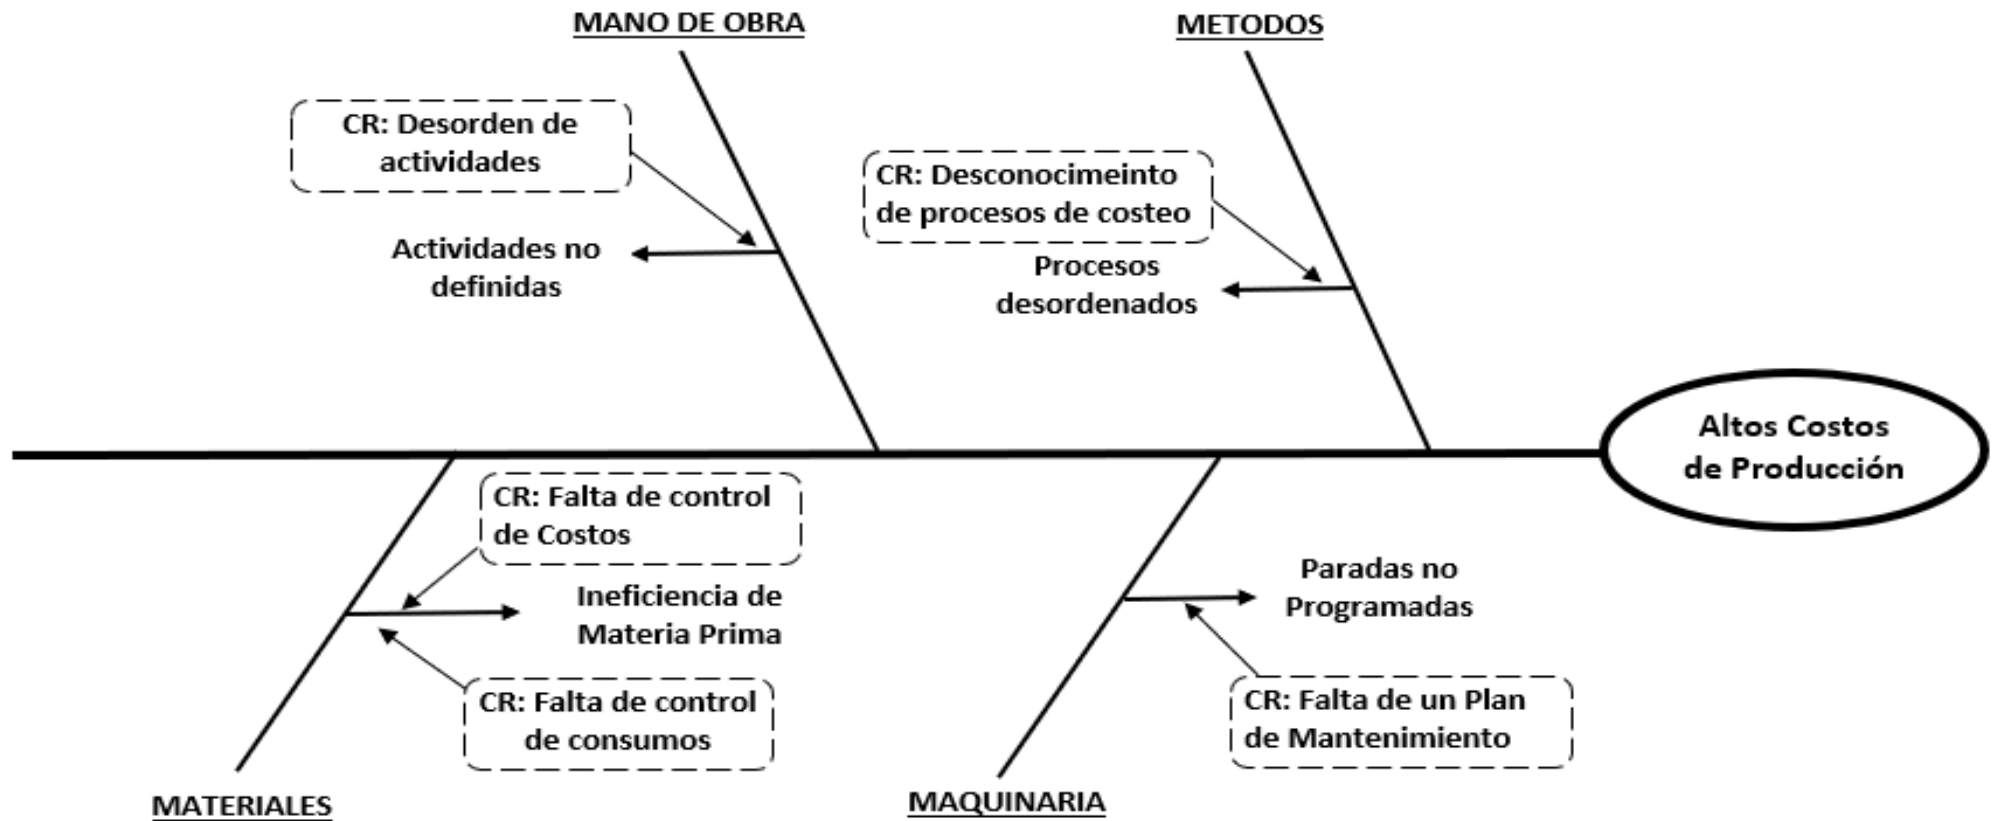 MANO DE OBRA
METODOS
CR: Desorden de
actividades
CR: Desconocimeinto
de procesos de costeo
Actividades no
definidas
Procesos
desordenados
Altos Costos
de Producción
CR: Falta de control
de Costos
Ineficiencia de
Materia Prima
Paradas no
Programadas
CR: Falta de control
de consumos
CR: Falta de un Plan
de Mantenimiento
MATERIALES
MAQUINARIA